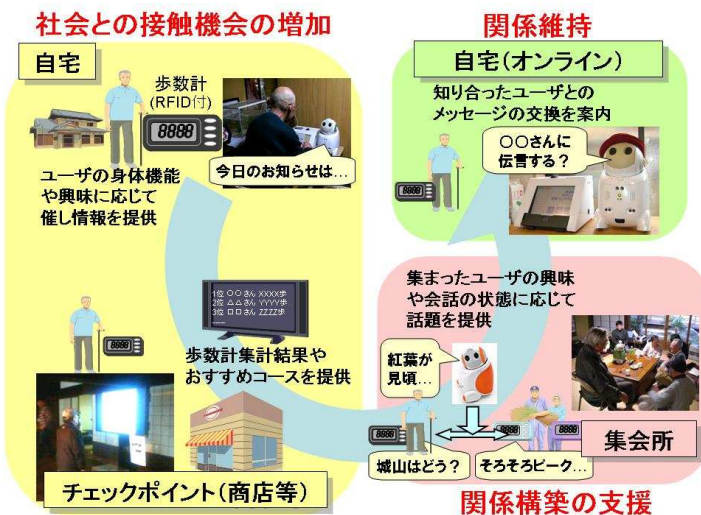 社会との接触機会の増加
自宅
歩数計
(RFID付)
8888
今日のお知らせは…
ユーザの身体機能
や興味に応じて
催し情報を提供
1位 〇〇さん XXXX歩
2位 △△さん YYYY歩
3位 □□さん ZZZZ歩
歩数計集計結果や
おすすめコースを提供
チェックポイント(商店等)
関係維持
自宅(オンライン)
知り合ったユーザとの
メッセージの交換を案内
〇〇さんに
伝言する?
集まったユーザの興味
や会話の状態に応じて
話題を提供
紅葉が
見頃…
城山はどう?
そろそろピーク…
集会所
関係構築の支援